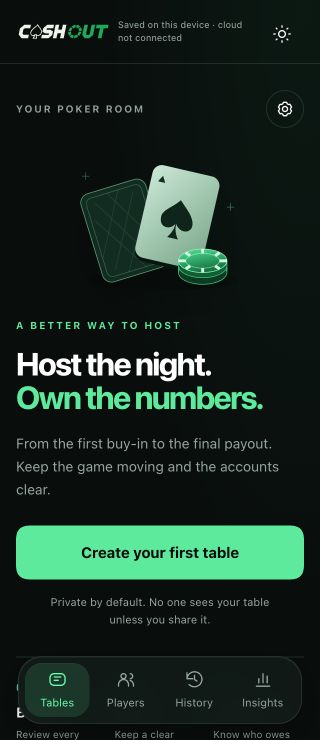 CASHOUT
Saved on this device · cloud
not connected
YOUR POKER ROOM
A BETTER WAY TO HOST
Host the night.
Own the numbers.
From the first buy-in to the final payout.
Keep the game moving and the accounts
clear.
Create your first table
Private by default. No one sees your table
unless you share it.
Tables
Players
History
Insights
Review every
Keep a clear
Know who owes